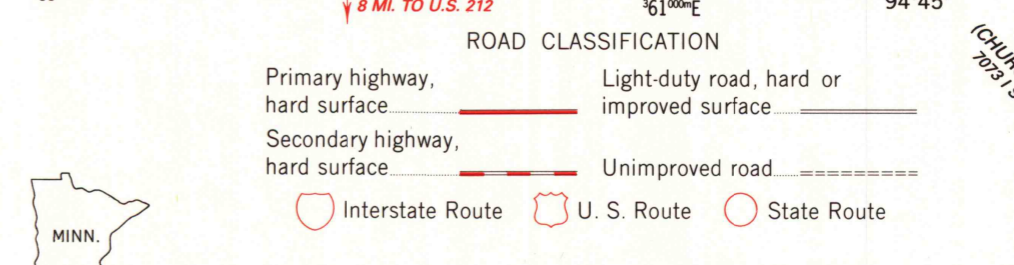 8 MI. TO U.S. 212
³61⁰⁰⁰ᵐE
94°45'
ROAD CLASSIFICATION
Primary highway,
hard surface
Light-duty road, hard or
improved surface
Secondary highway,
hard surface
Unimproved road
Interstate Route
U. S. Route
State Route
MINN.
7073 I